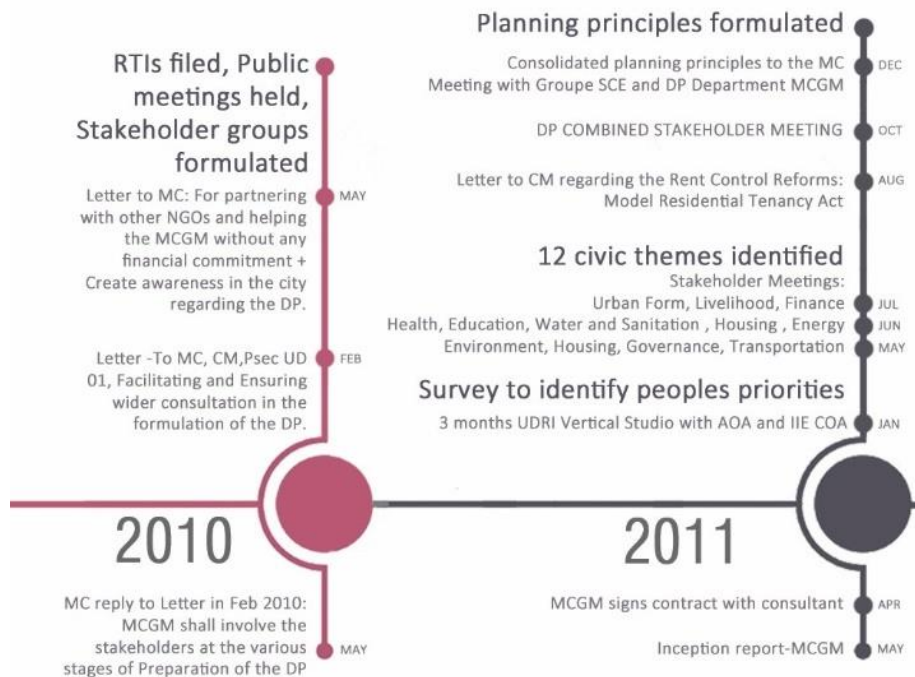 RTIs filed, Public
meetings held,
Stakeholder groups
formulated
Letter to MC: For partnering
with other NGOs and helping
the MCGM without any
financial commitment +
Create awareness in the city
regarding the DP.
MAY
Letter -To MC, CM,Psec UD
01, Facilitating and Ensuring
wider consultation in the
formulation of the DP.
FEB
2010
MC reply to Letter in Feb 2010:
MCGM shall involve the
stakeholders at the various
stages of Preparation of the DP
MAY
Planning principles formulated
Consolidated planning principles to the MC
Meeting with Groupe SCE and DP Department MCGM
DEC
DP COMBINED STAKEHOLDER MEETING
OCT
Letter to CM regarding the Rent Control Reforms:
Model Residential Tenancy Act
AUG
12 civic themes identified
Stakeholder Meetings:
Urban Form, Livelihood, Finance
JUL
Health, Education, Water and Sanitation , Housing , Energy
JUN
Environment, Housing, Governance, Transportation
MAY
Survey to identify peoples priorities
3 months UDRI Vertical Studio with AOA and IIE COA
JAN
2011
MCGM signs contract with consultant
APR
Inception report-MCGM
MAY